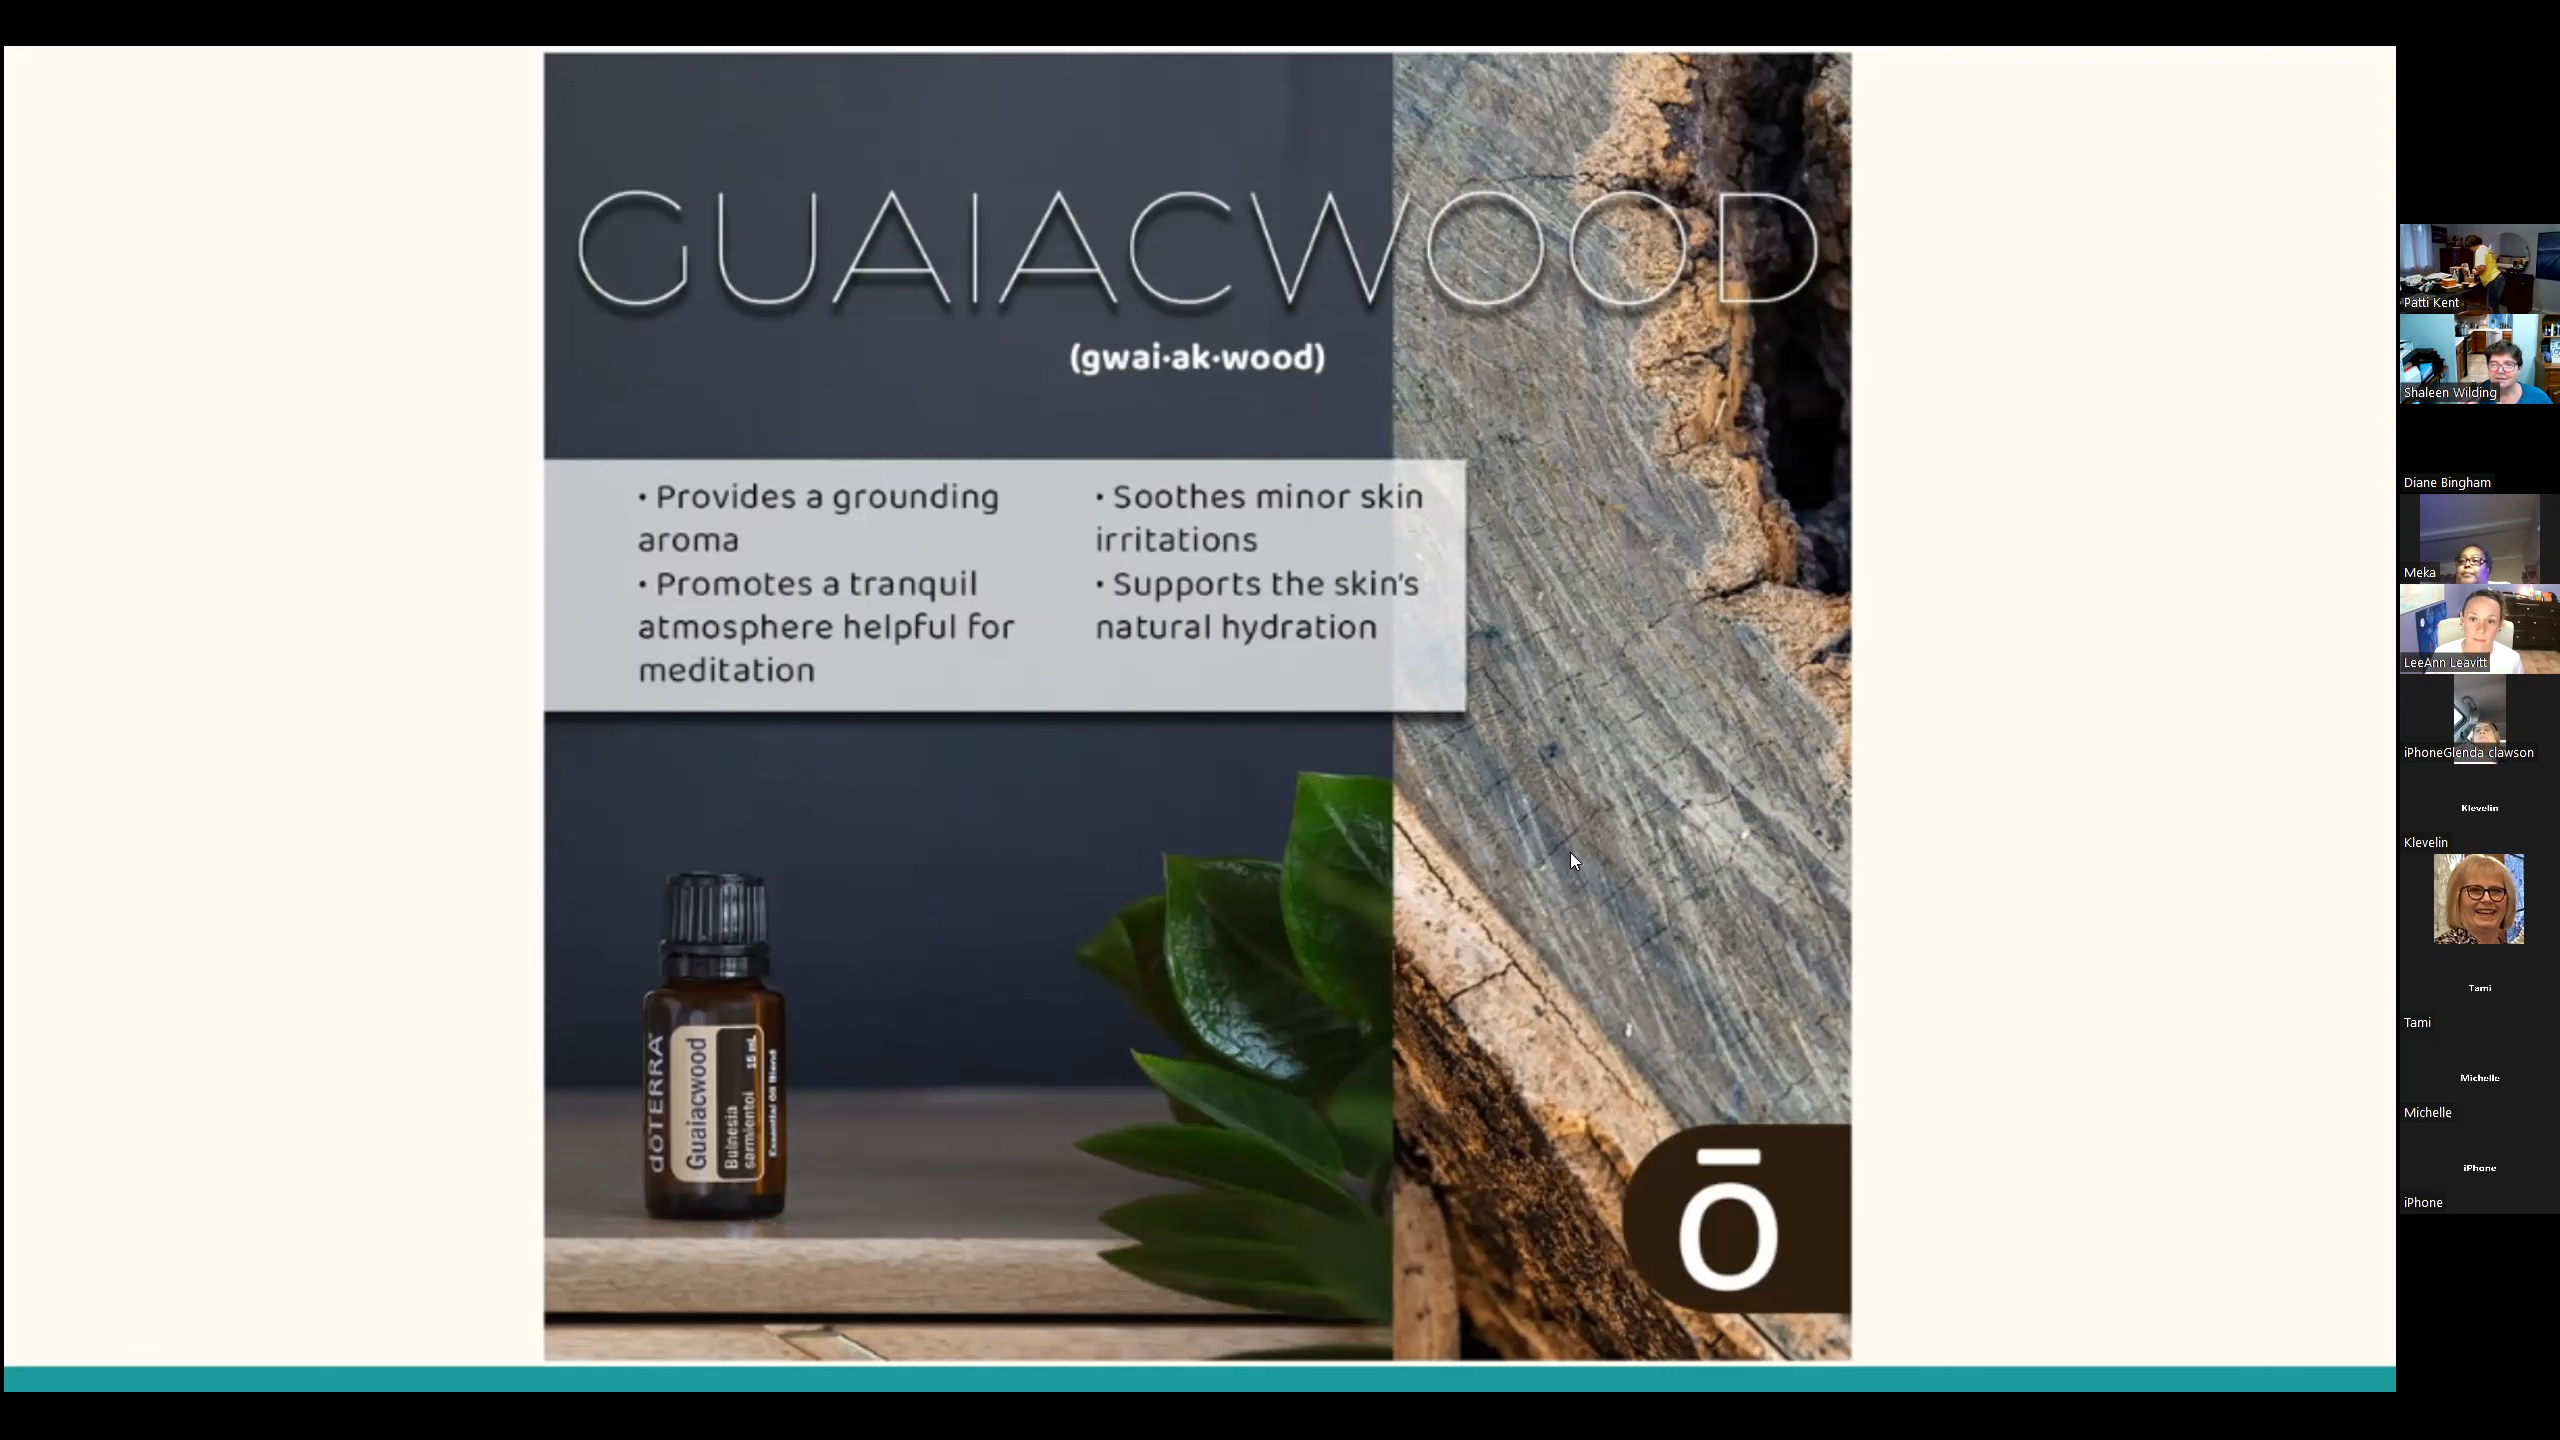 GUAIACWOOD
(gwai·ak·wood)
• Provides a grounding
aroma
• Promotes a tranquil
atmosphere helpful for
meditation
• Soothes minor skin
irritations
• Supports the skin's
natural hydration
dōTERRA
Guaiacwood
Bulnesia
sarmientoi 15 mL
Essential Oil Blend
ō
Patti Kent
Shaleen Wilding
Diane Bingham
Meka
LeeAnn Leavitt
iPhoneGlenda clawson
Klevelin
Klevelin
Tami
Tami
Michelle
Michelle
iPhone
iPhone